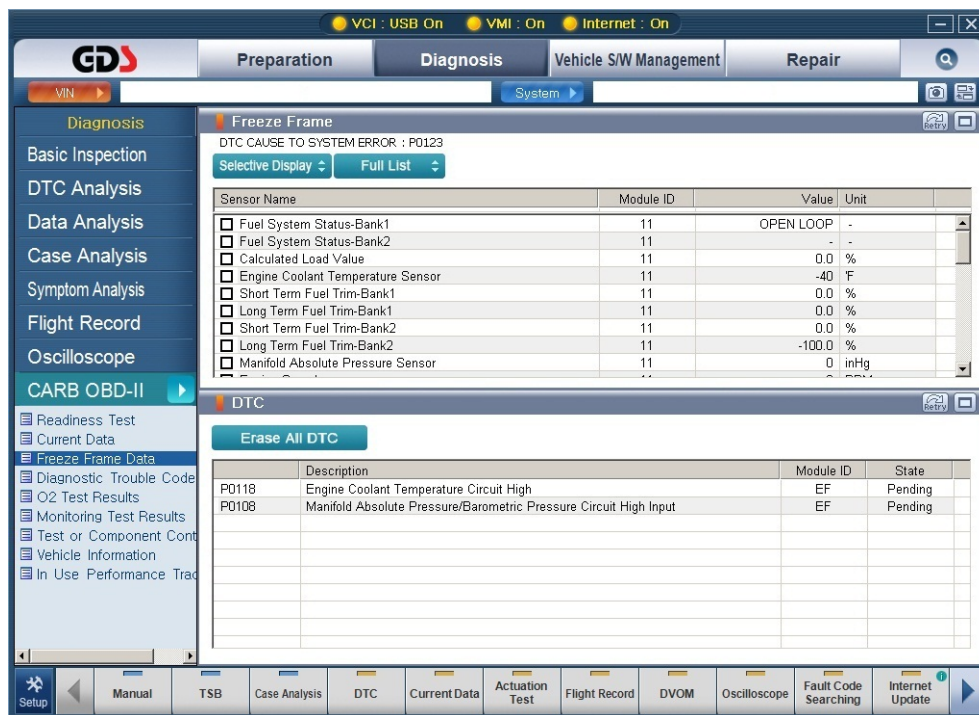 VCI : USB On VMI : On Internet : On
GDS Preparation Diagnosis Vehicle S/W Management Repair
VIN System
Diagnosis
Basic Inspection
DTC Analysis
Data Analysis
Case Analysis
Symptom Analysis
Flight Record
Oscilloscope
CARB OBD-II
Readiness Test
Current Data
Freeze Frame Data
Diagnostic Trouble Code
O2 Test Results
Monitoring Test Results
Test or Component Cont
Vehicle Information
In Use Performance Trac
Freeze Frame Retry
DTC CAUSE TO SYSTEM ERROR : P0123
Selective Display Full List
Sensor Name Module ID Value Unit
Fuel System Status-Bank1 11 OPEN LOOP -
Fuel System Status-Bank2 11 - -
Calculated Load Value 11 0.0 %
Engine Coolant Temperature Sensor 11 -40 'F
Short Term Fuel Trim-Bank1 11 0.0 %
Long Term Fuel Trim-Bank1 11 0.0 %
Short Term Fuel Trim-Bank2 11 0.0 %
Long Term Fuel Trim-Bank2 11 -100.0 %
Manifold Absolute Pressure Sensor 11 0 inHg
DTC Retry
Erase All DTC
Description Module ID State
P0118 Engine Coolant Temperature Circuit High EF Pending
P0108 Manifold Absolute Pressure/Barometric Pressure Circuit High Input EF Pending
Setup Manual TSB Case Analysis DTC Current Data Actuation Test Flight Record DVOM Oscilloscope Fault Code Searching Internet Update